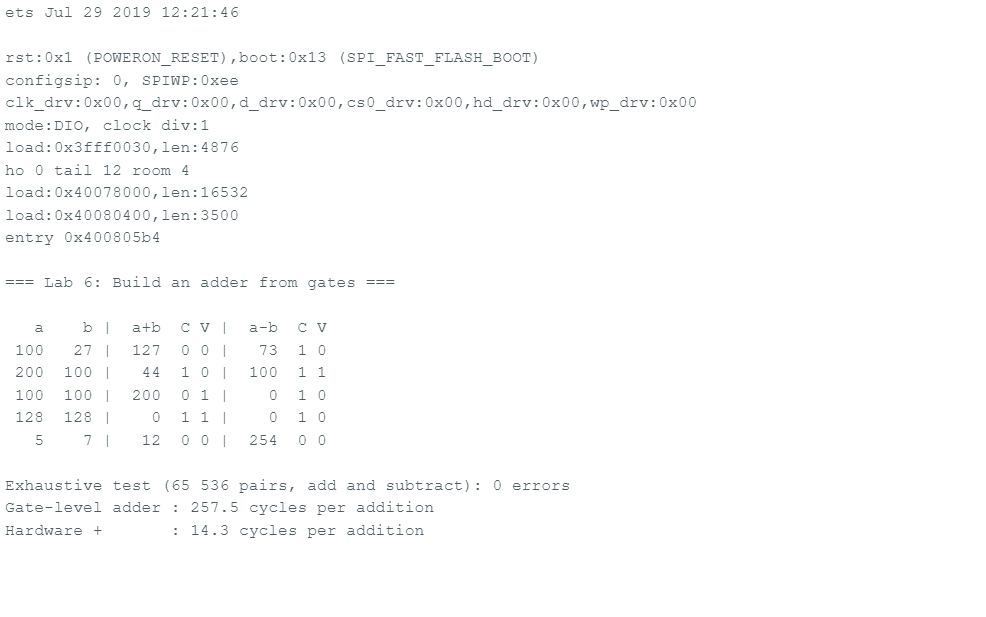 ets Jul 29 2019 12:21:46
rst:0x1 (POWERON_RESET),boot:0x13 (SPI_FAST_FLASH_BOOT)
configsip: 0, SPIWP:0xee
clk_drv:0x00,q_drv:0x00,d_drv:0x00,cs0_drv:0x00,hd_drv:0x00,wp_drv:0x00
mode:DIO, clock div:1
load:0x3fff0030,len:4876
ho 0 tail 12 room 4
load:0x40078000,len:16532
load:0x40080400,len:3500
entry 0x400805b4
=== Lab 6: Build an adder from gates ===
   a    b |  a+b  C V |  a-b  C V
 100   27 |  127  0 0 |   73  1 0
 200  100 |   44  1 0 |  100  1 1
 100  100 |  200  0 1 |    0  1 0
 128  128 |    0  1 1 |    0  1 0
   5    7 |   12  0 0 |  254  0 0
Exhaustive test (65 536 pairs, add and subtract): 0 errors
Gate-level adder : 257.5 cycles per addition
Hardware +       : 14.3 cycles per addition